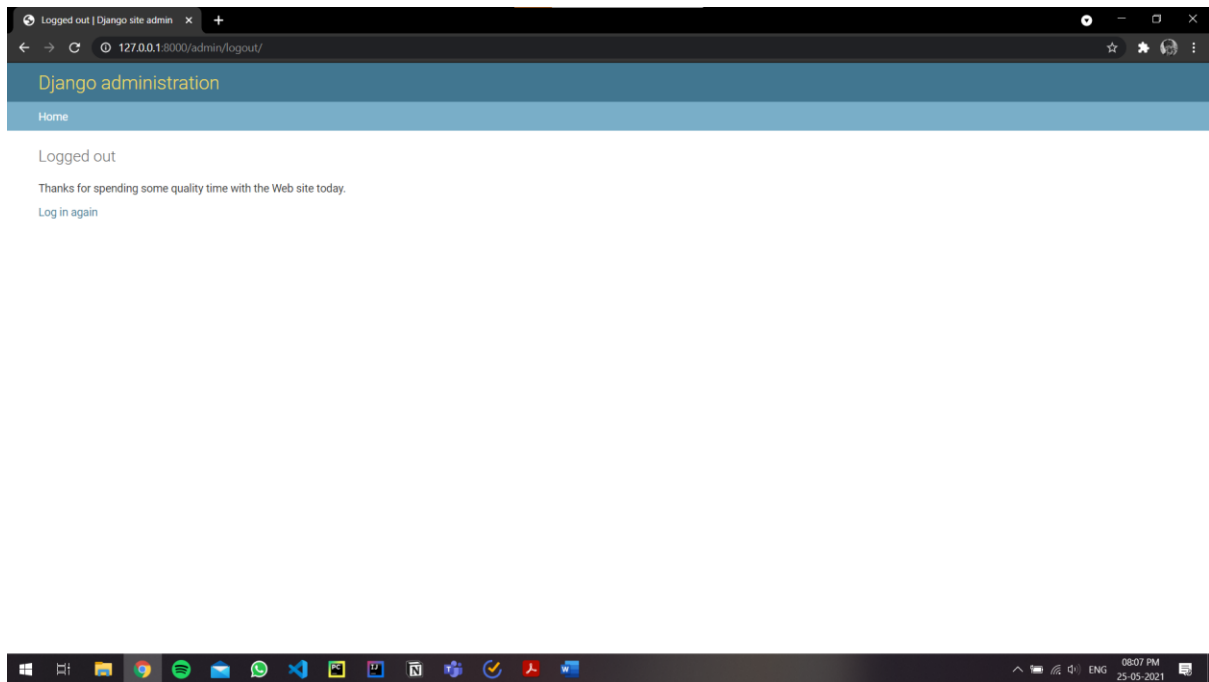 Logged out | Django site admin
127.0.0.1:8000/admin/logout/
Django administration
Home
Logged out
Thanks for spending some quality time with the Web site today.
Log in again
PC
IJ
N
T
W
ENG
08:07 PM
25-05-2021